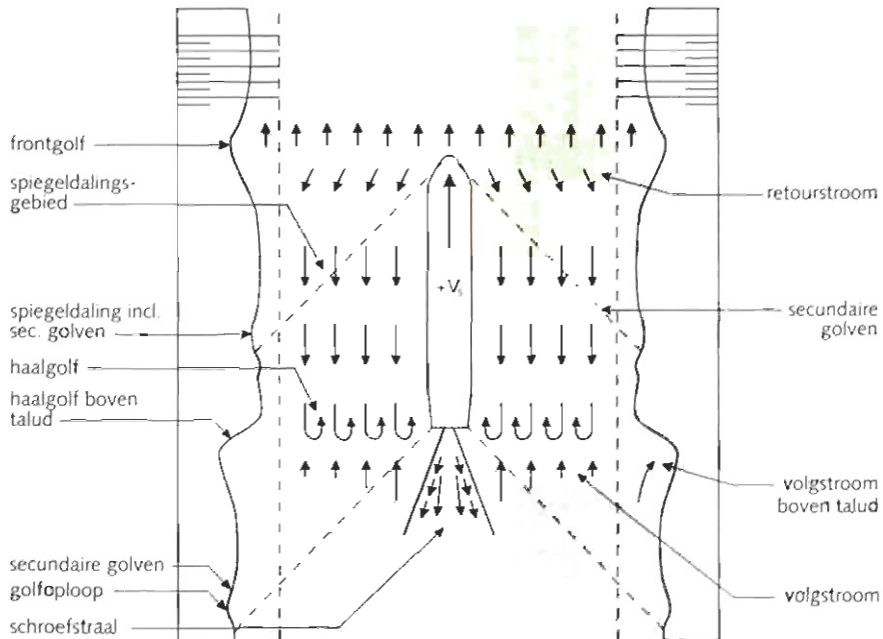 frontgolf
spiegeldalings-
gebied
spiegeldaling incl.
sec. golven
haalgolf
haalgolf boven
talud
secundaire golven
golfoploop
schroefstraal
+Vs
retourstroom
secundaire
golven
volgstroom
boven talud
volgstroom